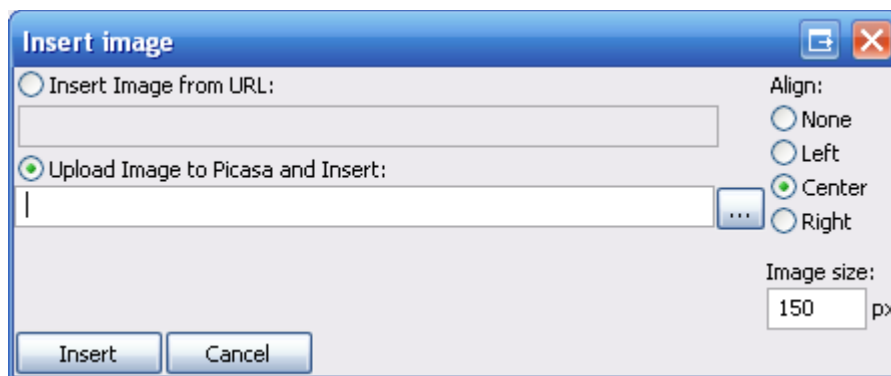 Insert image
Insert Image from URL:
Upload Image to Picasa and Insert:
...
Align:
None
Left
Center
Right
Image size:
150 px
Insert
Cancel